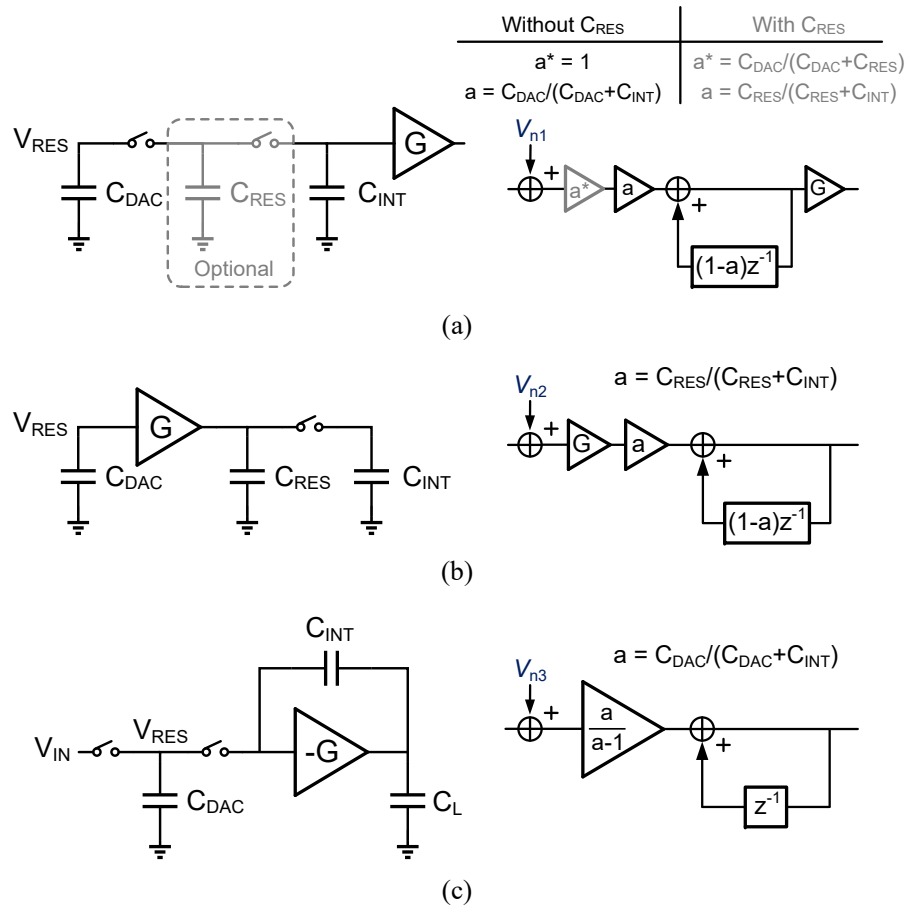 Without C_RES With C_RES
a* = 1 a* = C_DAC/(C_DAC+C_RES)
a = C_DAC/(C_DAC+C_INT) a = C_RES/(C_RES+C_INT)
V_RES G
C_DAC C_RES C_INT
Optional
V_n1
+ a* a + G
(1-a)z⁻¹
(a)
V_RES G
C_DAC C_RES C_INT
a = C_RES/(C_RES+C_INT)
V_n2
+ G a +
(1-a)z⁻¹
(b)
C_INT
V_IN V_RES -G
C_DAC C_L
a = C_DAC/(C_DAC+C_INT)
V_n3
+ a +
a-1
z⁻¹
(c)